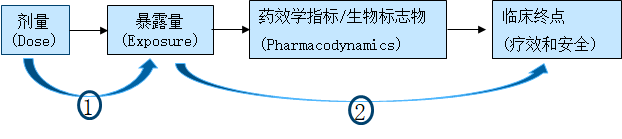 剂量
(Dose)
暴露量
(Exposure)
药效学指标/生物标志物
(Pharmacodynamics)
临床终点
(疗效和安全)
①
②